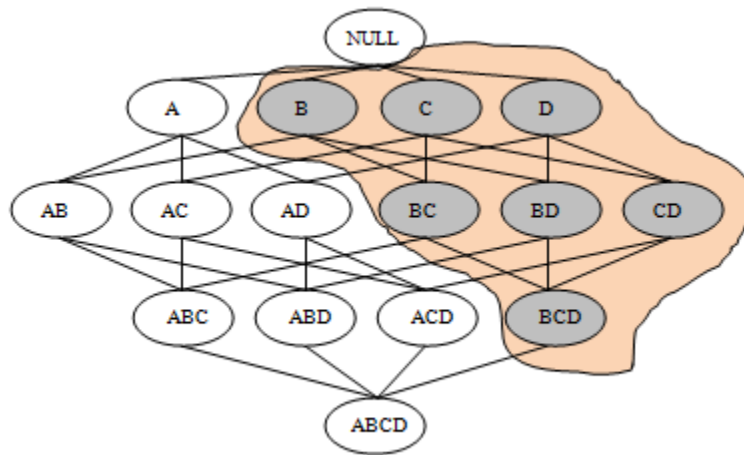 NULL
A B C D
AB AC AD BC BD CD
ABC ABD ACD BCD
ABCD